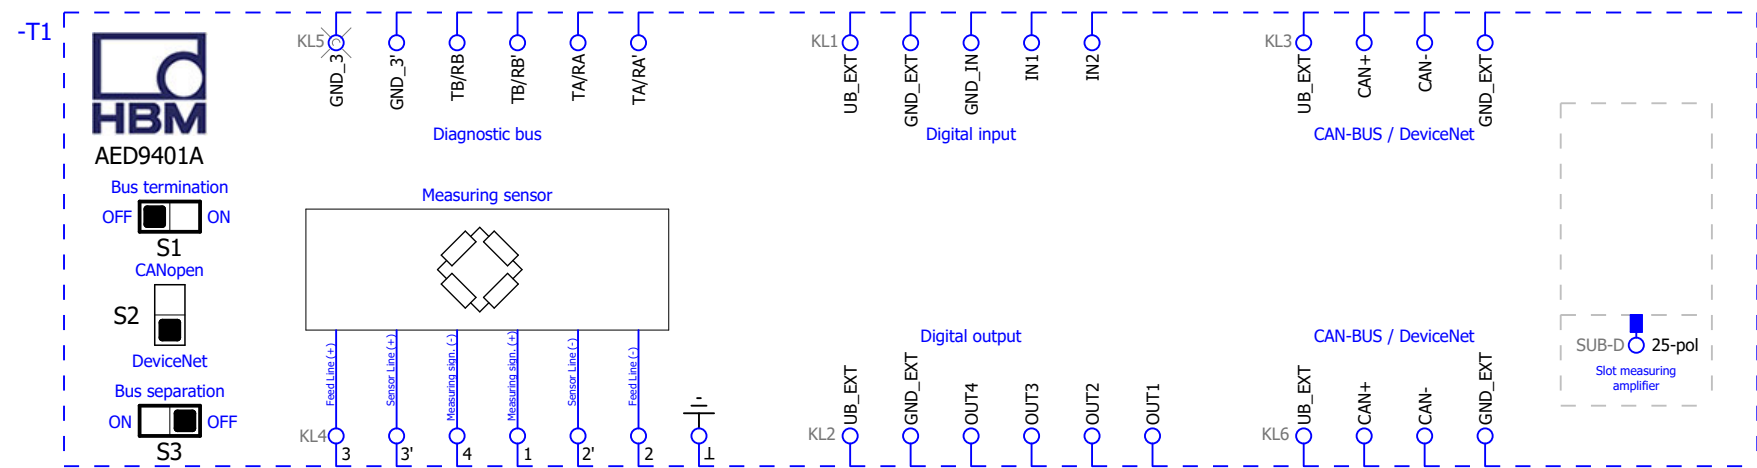 -T1
HBM
AED9401A
Bus termination
OFF ON
S1
CANopen
S2
DeviceNet
Bus separation
ON OFF
S3
KL5
GND_3
GND_3'
TB/RB
TB/RB'
TA/RA
TA/RA'
Diagnostic bus
KL1
UB_EXT
GND_EXT
GND_IN
IN1
IN2
Digital input
KL3
UB_EXT
CAN+
CAN-
GND_EXT
CAN-BUS / DeviceNet
Measuring sensor
Feed Line (+)
Sensor Line (+)
Measuring sign. (-)
Measuring sign. (+)
Sensor Line (-)
Feed Line (-)
KL4
3
3'
4
1
2'
2
⊥
Digital output
KL2
UB_EXT
GND_EXT
OUT4
OUT3
OUT2
OUT1
CAN-BUS / DeviceNet
KL6
UB_EXT
CAN+
CAN-
GND_EXT
SUB-D 25-pol
Slot measuring
amplifier